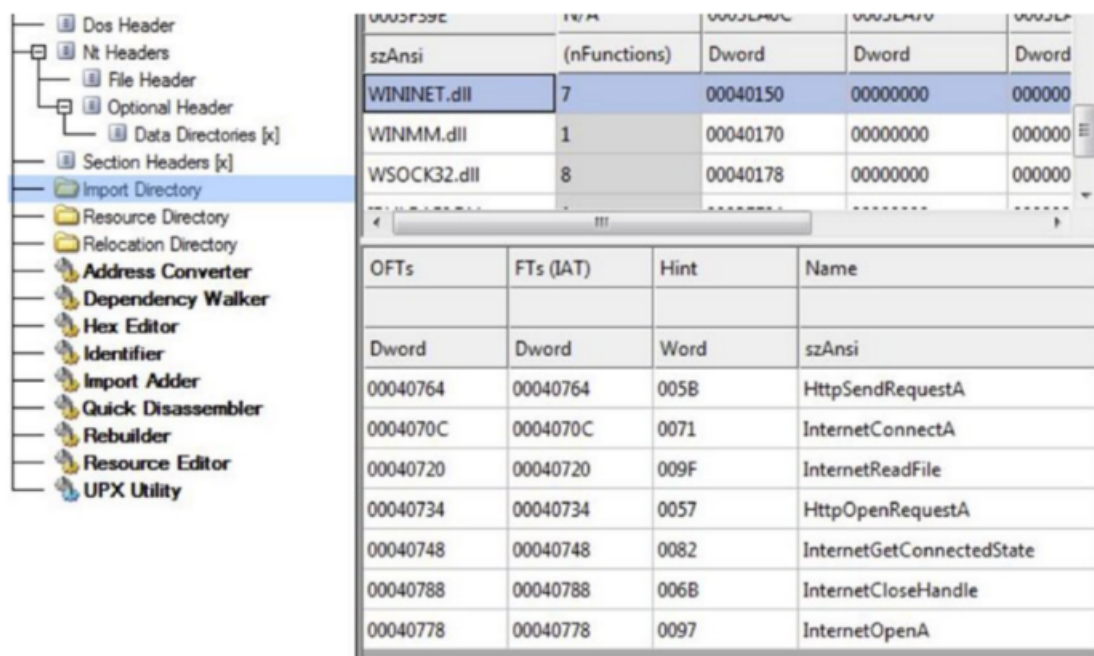 Dos Header
Nt Headers
File Header
Optional Header
Data Directories [x]
Section Headers [x]
Import Directory
Resource Directory
Relocation Directory
Address Converter
Dependency Walker
Hex Editor
Identifier
Import Adder
Quick Disassembler
Rebuilder
Resource Editor
UPX Utility
N/A
szAnsi (nFunctions) Dword Dword Dword
WININET.dll 7 00040150 00000000 000000
WINMM.dll 1 00040170 00000000 000000
WSOCK32.dll 8 00040178 00000000 000000
OFTs FTs (IAT) Hint Name
Dword Dword Word szAnsi
00040764 00040764 005B HttpSendRequestA
0004070C 0004070C 0071 InternetConnectA
00040720 00040720 009F InternetReadFile
00040734 00040734 0057 HttpOpenRequestA
00040748 00040748 0082 InternetGetConnectedState
00040788 00040788 006B InternetCloseHandle
00040778 00040778 0097 InternetOpenA